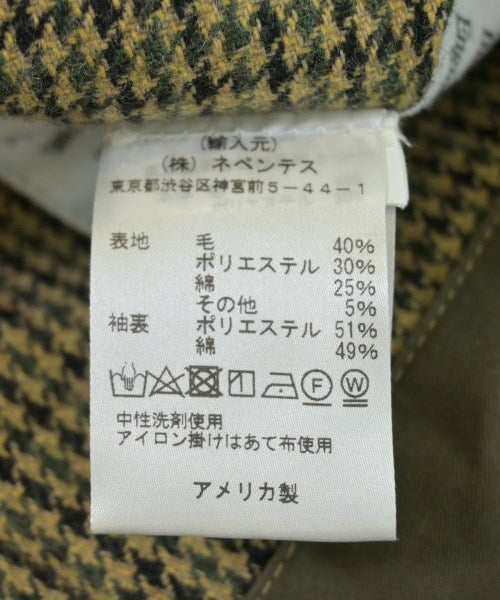 （輸入元）
（株）ネペンテス
東京都渋谷区神宮前５－４４－１
表地 毛 40%
ポリエステル 30%
綿 25%
その他 5%
袖裏 ポリエステル 51%
綿 49%
F W
中性洗剤使用
アイロン掛けはあて布使用
アメリカ製